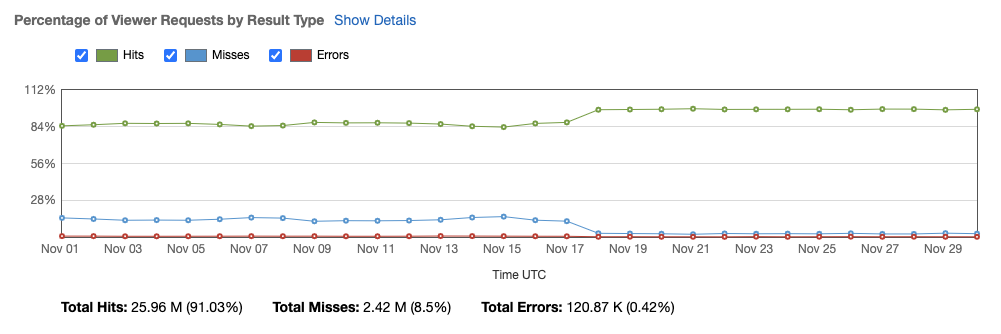 Percentage of Viewer Requests by Result Type Show Details
Hits Misses Errors
112%
84%
56%
28%
Nov 01 Nov 03 Nov 05 Nov 07 Nov 09 Nov 11 Nov 13 Nov 15 Nov 17 Nov 19 Nov 21 Nov 23 Nov 25 Nov 27 Nov 29
Time UTC
Total Hits: 25.96 M (91.03%) Total Misses: 2.42 M (8.5%) Total Errors: 120.87 K (0.42%)